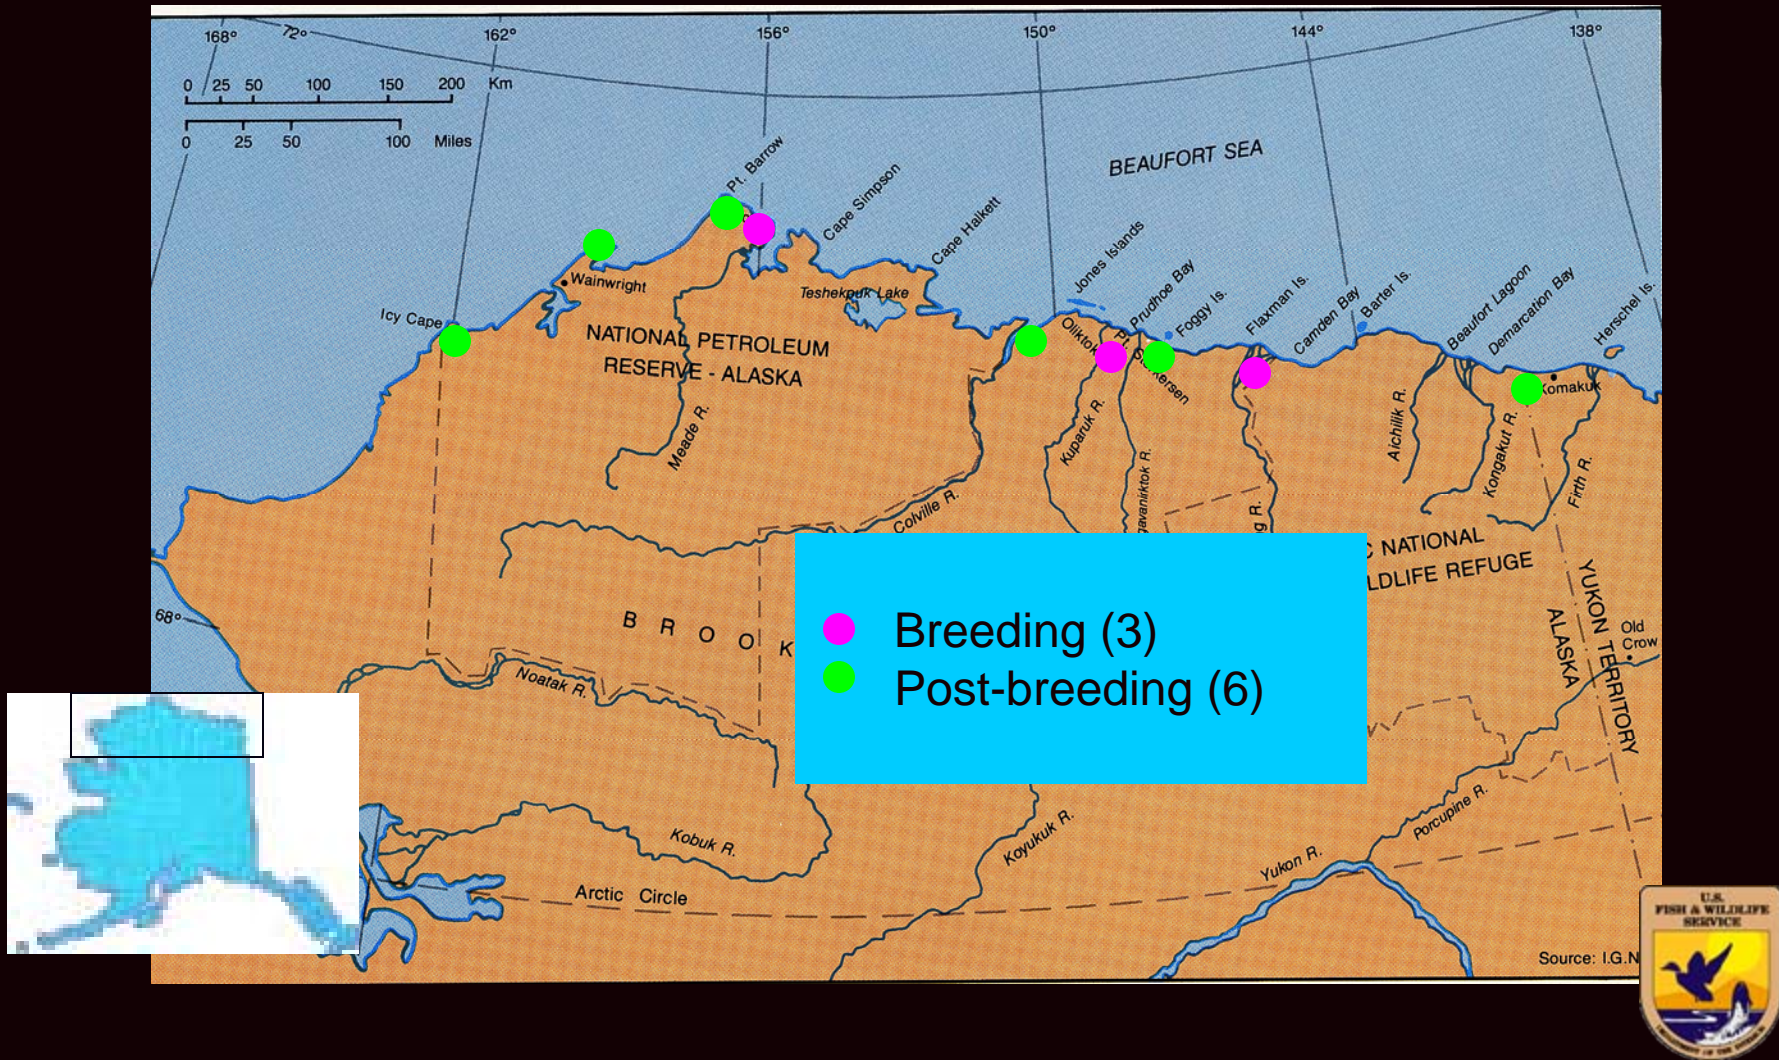 168°
72°
162°
156°
150°
144°
138°
0 25 50 100 150 200 Km
0 25 50 100 Miles
BEAUFORT SEA
Pt. Barrow
Cape Simpson
Cape Halkett
Jones Islands
Prudhoe Bay
Foggy Is.
Flaxman Is.
Camden Bay
Barter Is.
Beaufort Lagoon
Demarcation Bay
Herschel Is.
Wainwright
Icy Cape
Teshekpuk Lake
NATIONAL PETROLEUM
RESERVE - ALASKA
Meade R.
Kuparuk R.
Aichilik R.
Kongakut R.
Firth R.
Komakuk
Colville R.
C NATIONAL
LDLIFE REFUGE
68°
B R O O K
Breeding (3)
Post-breeding (6)
YUKON TERRITORY
ALASKA
Old
Crow
Noatak R.
Kobuk R.
Koyukuk R.
Porcupine R.
Yukon R.
Arctic Circle
Source: I.G.N
U.S.
FISH & WILDLIFE
SERVICE